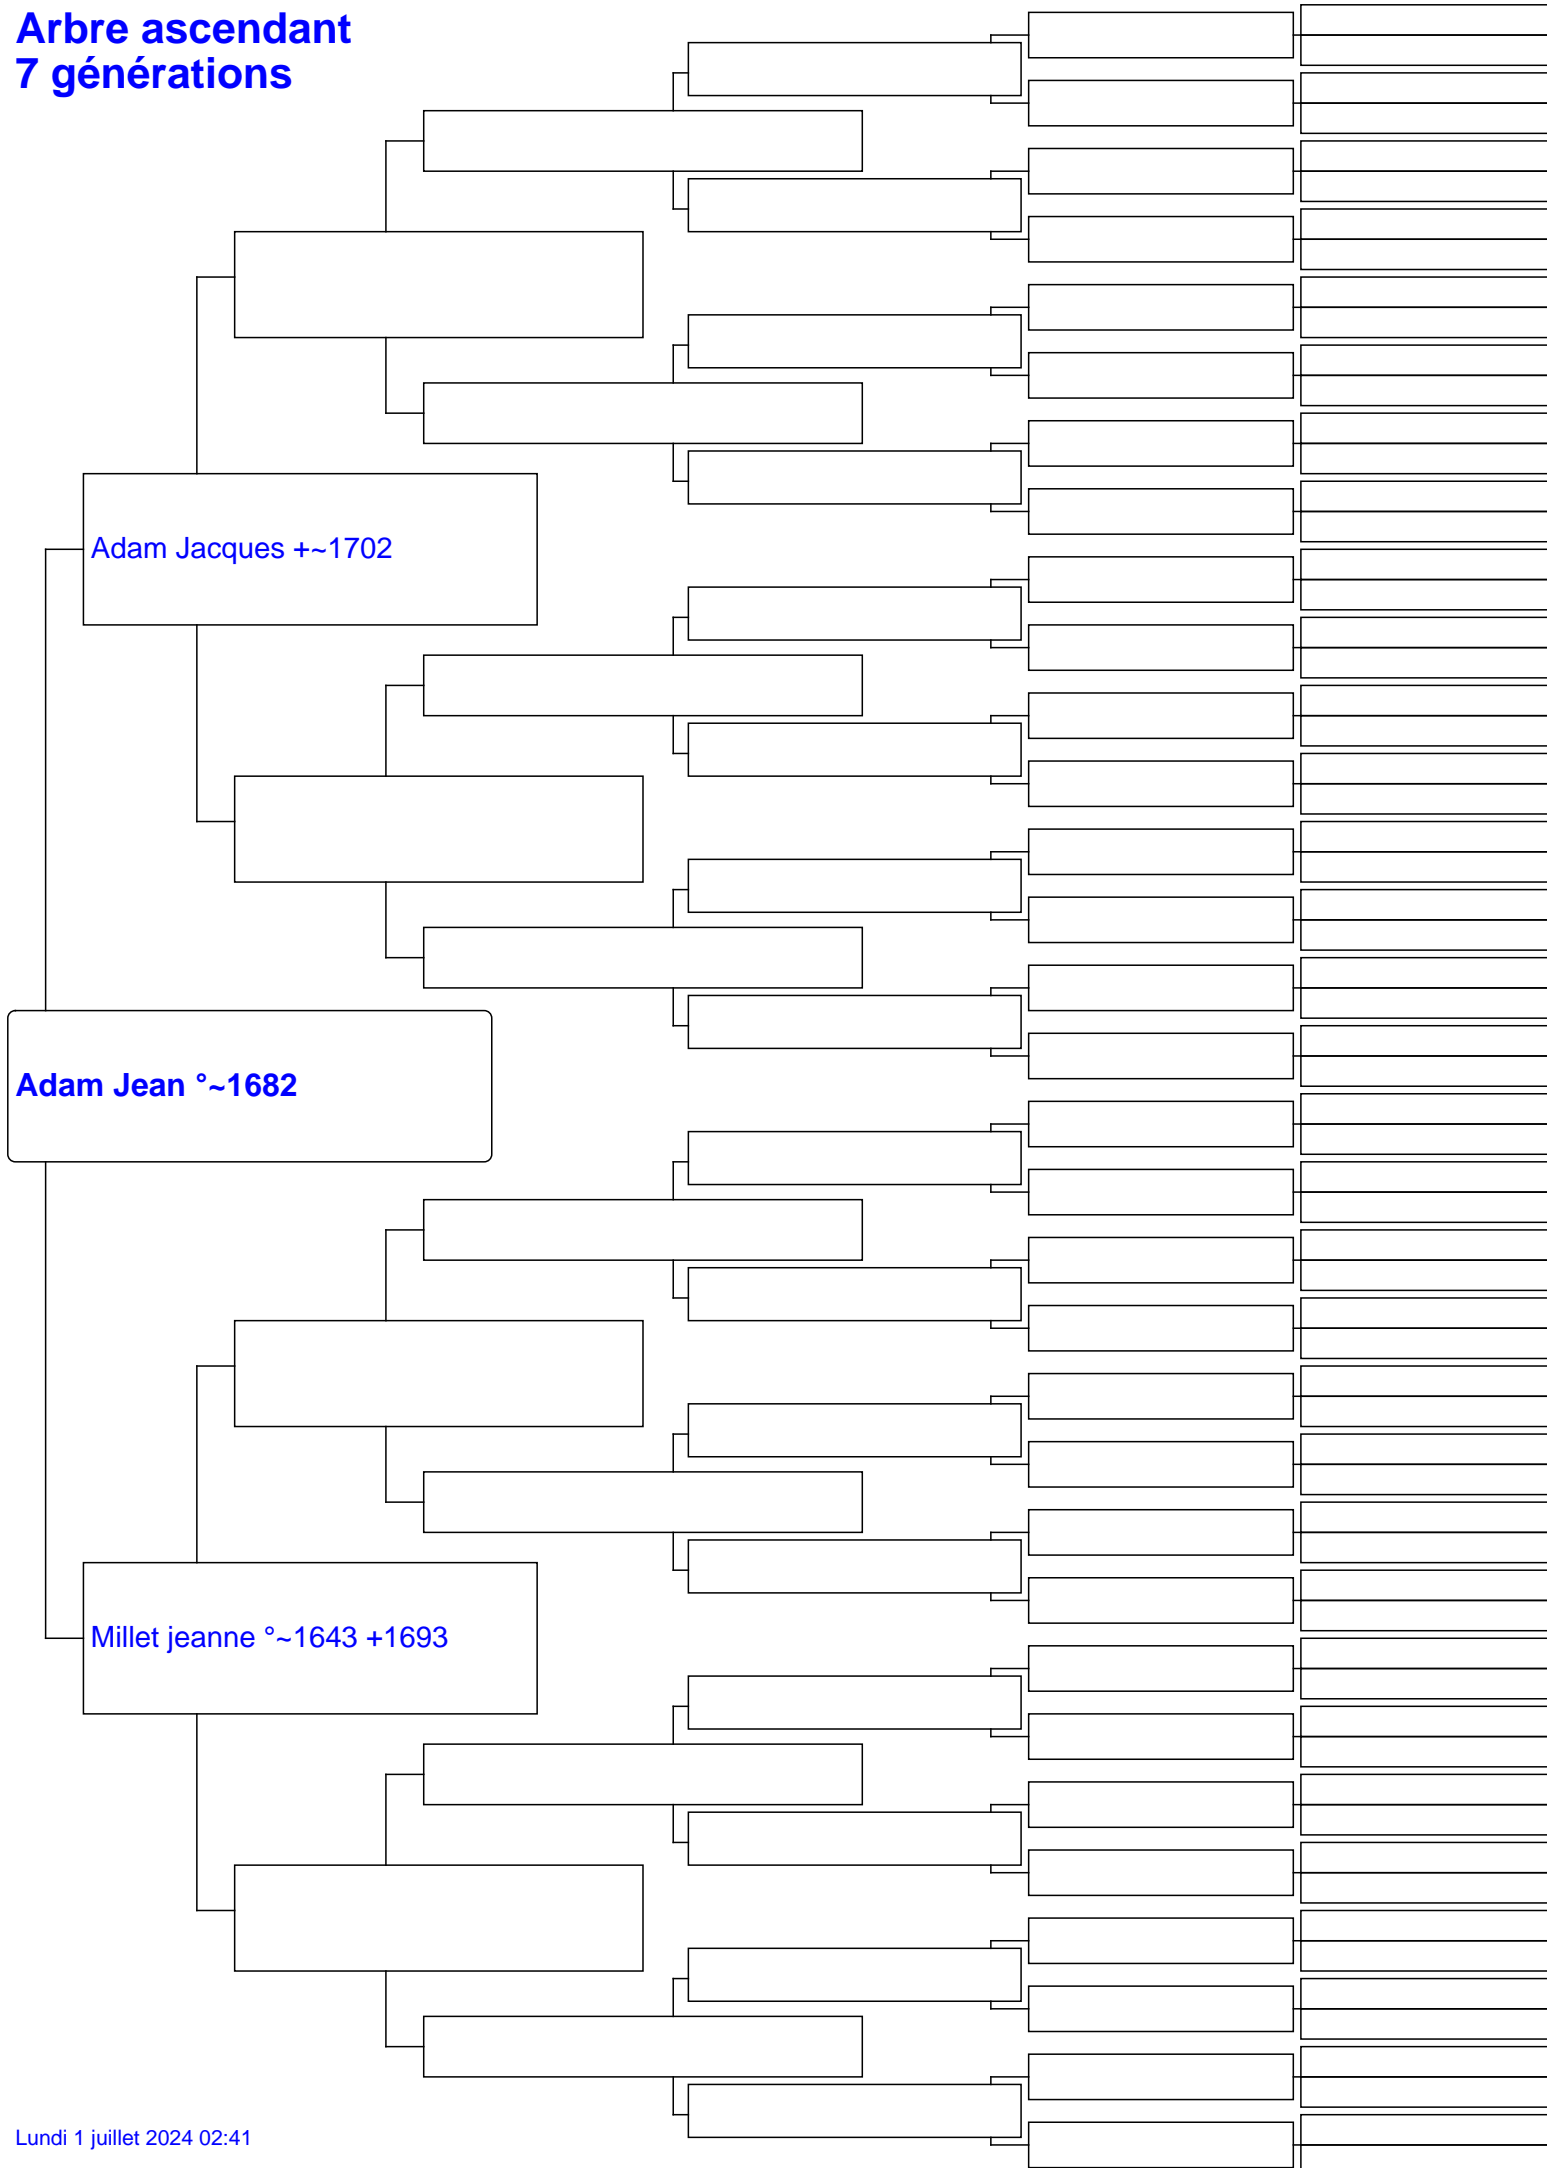 Arbre ascendant
7 générations
Adam Jacques +~1702
Adam Jean °~1682
Millet jeanne °~1643 +1693
Lundi 1 juillet 2024 02:41